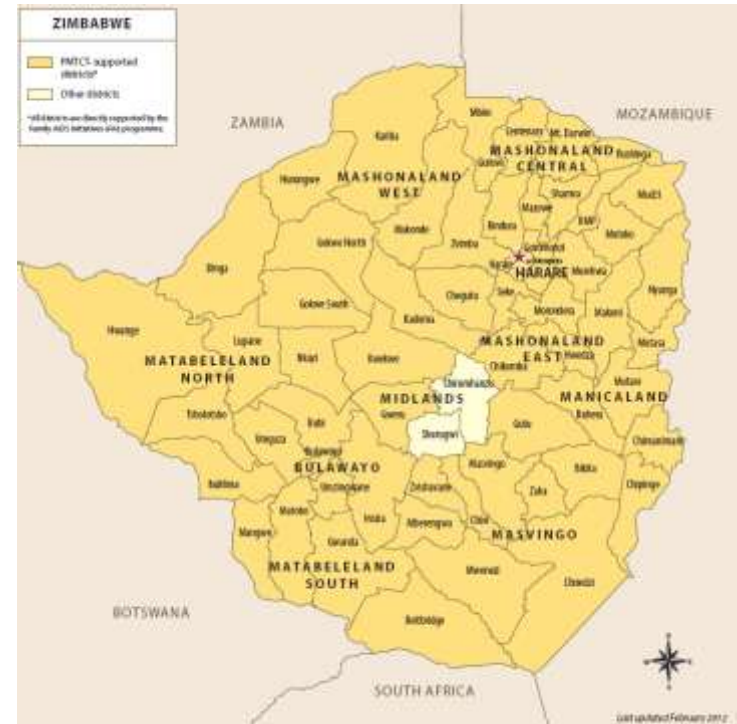 ZIMBABWE
PMTCT-supported
districts*
Other districts
ZAMBIA
MOZAMBIQUE
Mbire
Kariba
Centenary Mt. Darwin
MASHONALAND
CENTRAL
Rushinga
Guruve
Hurungwe
MASHONALAND
WEST
Shamva
Mudzi
Mazowe
Makonde
Bindura
UMP
Mutoko
Gokwe North
Zvimba
Goromonzi
Harare
HARARE
Murehwa
Binga
Nyanga
Chegutu
Seke
Gokwe South
Marondera
Makoni
Hwange
Kadoma
Lupane
MASHONALAND
EAST
Hwedza
Mutasa
MATABELELAND
NORTH
Nkayi
Kwekwe
Chikomba
Chirumhanzu
Mutare
MIDLANDS
MANICALAND
Tsholotsho
Gweru
Buhera
Bubi
Gutu
Umguza
Shurugwi
Chimanimani
Bulawayo
BULAWAYO
Masvingo
Bikita
Bulilima
Umzingwane
Zvishavane
Chipinge
Zaka
Matobo
Insiza
Mberengwa
Chivi
Mangwe
MASVINGO
Gwanda
MATABELELAND
SOUTH
Mwenezi
Chiredzi
BOTSWANA
Beitbridge
SOUTH AFRICA
Last updated February 2012